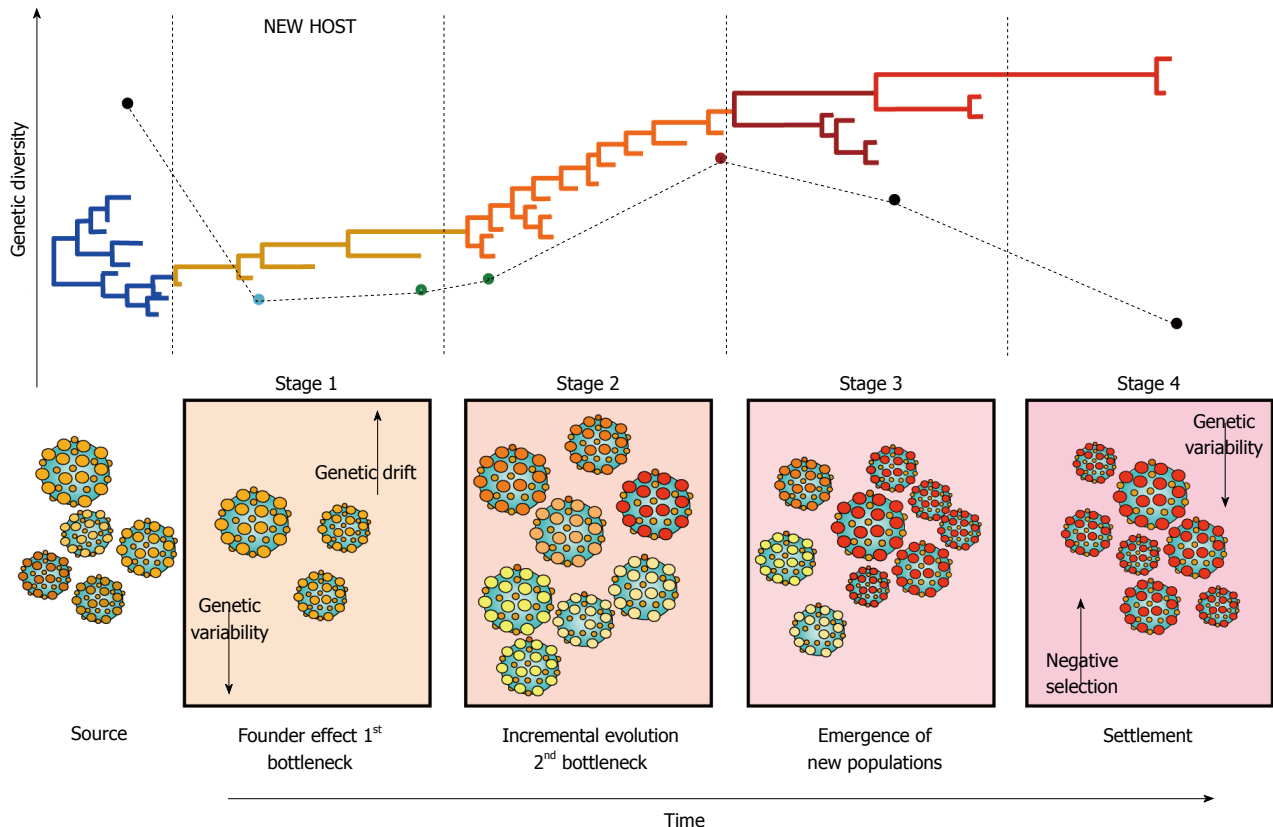 NEW HOST
Genetic diversity
Stage 1
Stage 2
Stage 3
Stage 4
Genetic drift
Genetic
variability
Genetic
variability
Negative
selection
Source
Founder effect 1st
bottleneck
Incremental evolution
2nd bottleneck
Emergence of
new populations
Settlement
Time